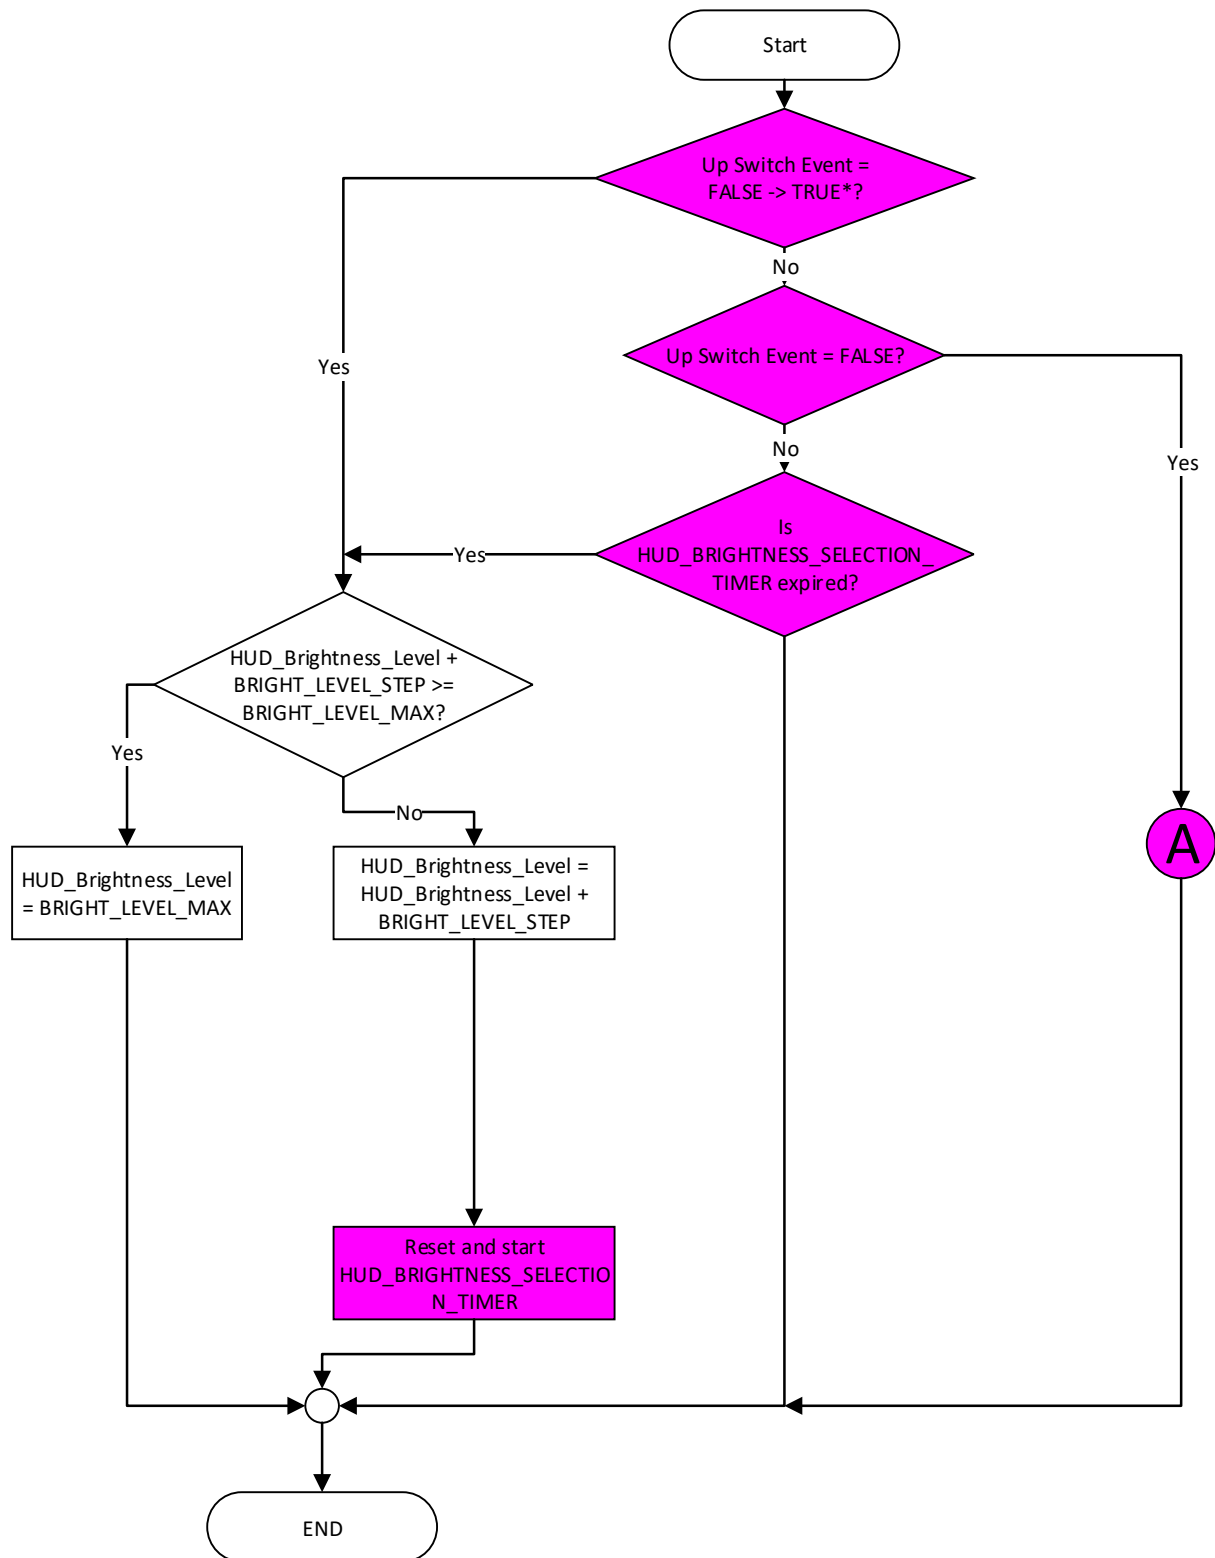 Start
Up Switch Event =
FALSE -> TRUE*?
No
Up Switch Event = FALSE?
Yes
No
Yes
Is
HUD_BRIGHTNESS_SELECTION_
TIMER expired?
Yes
HUD_Brightness_Level +
BRIGHT_LEVEL_STEP >=
BRIGHT_LEVEL_MAX?
Yes
No
A
HUD_Brightness_Level
= BRIGHT_LEVEL_MAX
HUD_Brightness_Level =
HUD_Brightness_Level +
BRIGHT_LEVEL_STEP
Reset and start
HUD_BRIGHTNESS_SELECTIO
N_TIMER
END